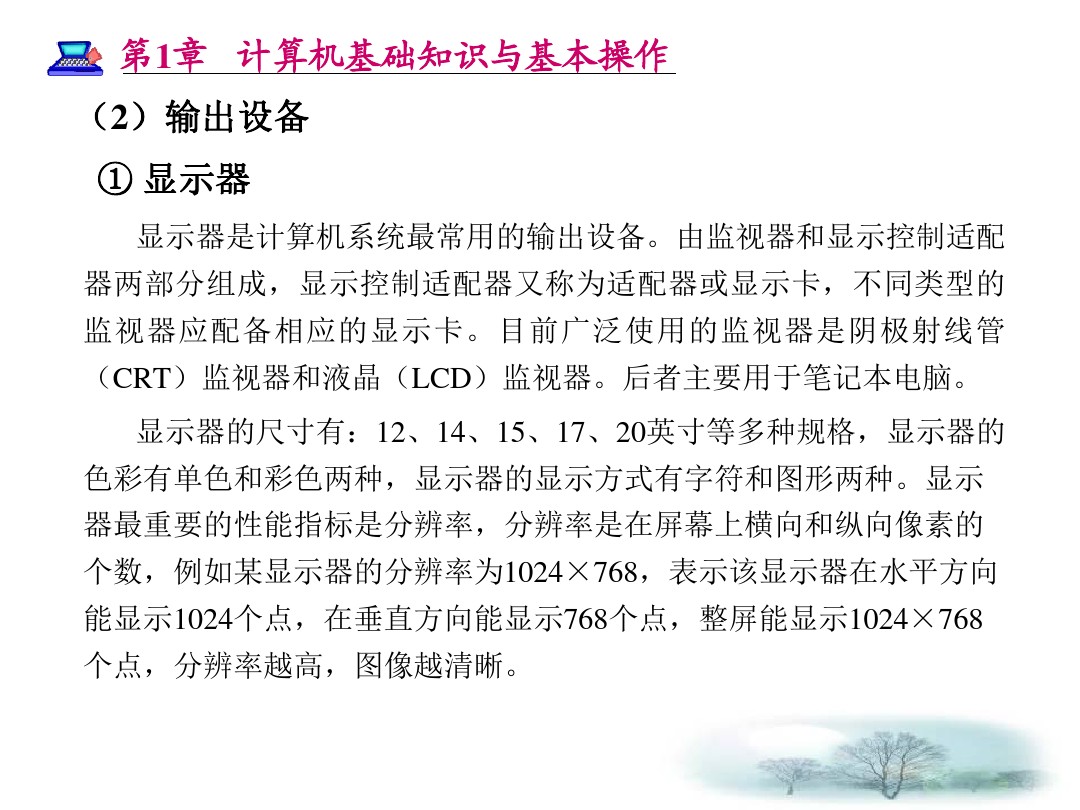 第1章 计算机基础知识与基本操作
（2）输出设备
① 显示器
显示器是计算机系统最常用的输出设备。由监视器和显示控制适配
器两部分组成，显示控制适配器又称为适配器或显示卡，不同类型的
监视器应配备相应的显示卡。目前广泛使用的监视器是阴极射线管
（CRT）监视器和液晶（LCD）监视器。后者主要用于笔记本电脑。
显示器的尺寸有：12、14、15、17、20英寸等多种规格，显示器的
色彩有单色和彩色两种，显示器的显示方式有字符和图形两种。显示
器最重要的性能指标是分辨率，分辨率是在屏幕上横向和纵向像素的
个数，例如某显示器的分辨率为1024×768，表示该显示器在水平方向
能显示1024个点，在垂直方向能显示768个点，整屏能显示1024×768
个点，分辨率越高，图像越清晰。